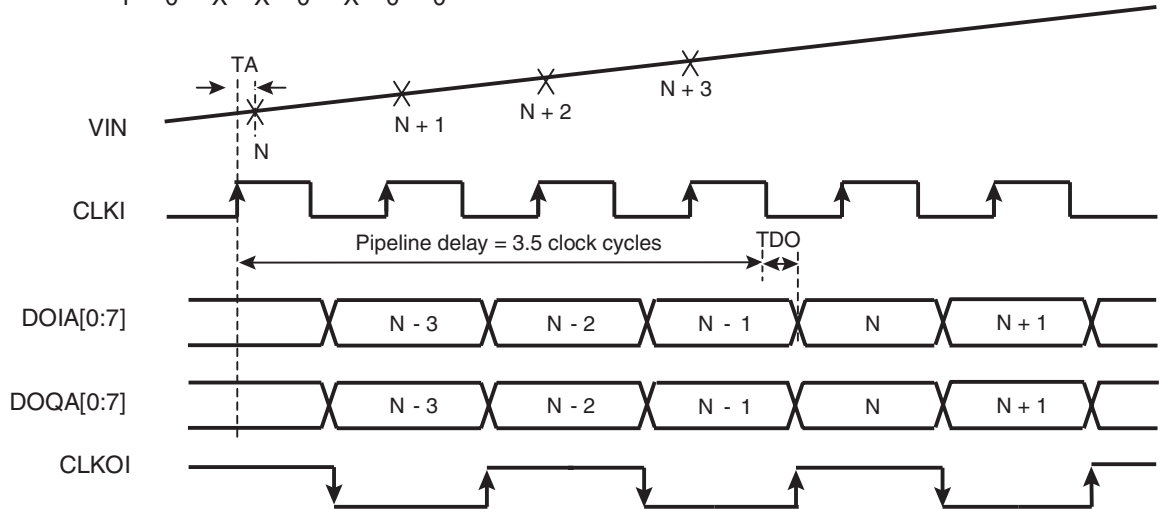 TA
N + 3
N + 2
N + 1
VIN
N
CLKI
Pipeline delay = 3.5 clock cycles
TDO
DOIA[0:7]
N - 3
N - 2
N - 1
N
N + 1
DOQA[0:7]
N - 3
N - 2
N - 1
N
N + 1
CLKOI